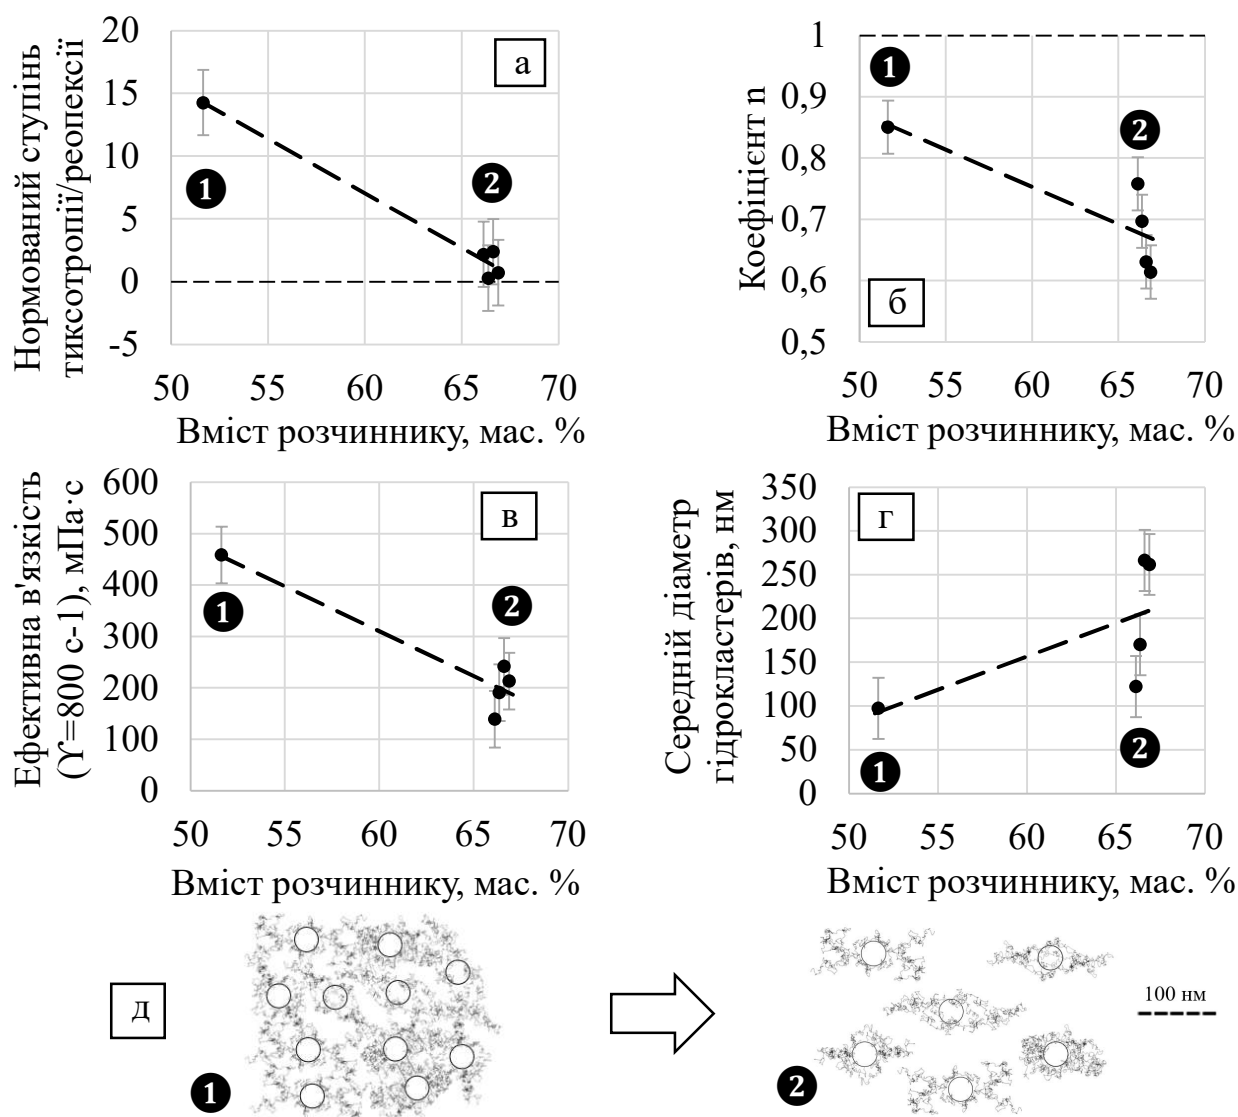 Нормований ступінь
тиксотропії/реопексії
20
15
10
5
0
-5
50 55 60 65 70
Вміст розчиннику, мас. %
а
1
2
Коефіцієнт n
1
0,9
0,8
0,7
0,6
0,5
50 55 60 65 70
Вміст розчиннику, мас. %
б
1
2
Ефективна в'язкість
(ϒ=800 с-1), мПа·с
600
500
400
300
200
100
0
50 55 60 65 70
Вміст розчиннику, мас. %
в
1
2
Середній діаметр
гідрокластерів, нм
350
300
250
200
150
100
50
0
50 55 60 65 70
Вміст розчиннику, мас. %
г
1
2
д
1
2
100 нм